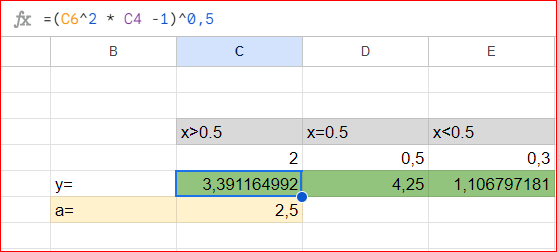 fx =(C6^2 * C4 -1)^0,5
B C D E
x>0.5 x=0.5 x<0.5
2 0,5 0,3
y= 3,391164992 4,25 1,106797181
a= 2,5